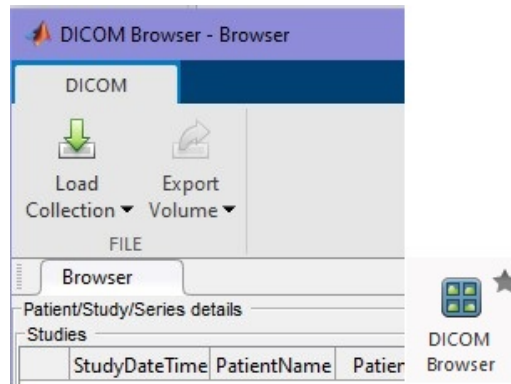 DICOM Browser - Browser
DICOM
Load Collection
Export Volume
FILE
Browser
Patient/Study/Series details
Studies
StudyDateTime PatientName Patien
DICOM
Browser